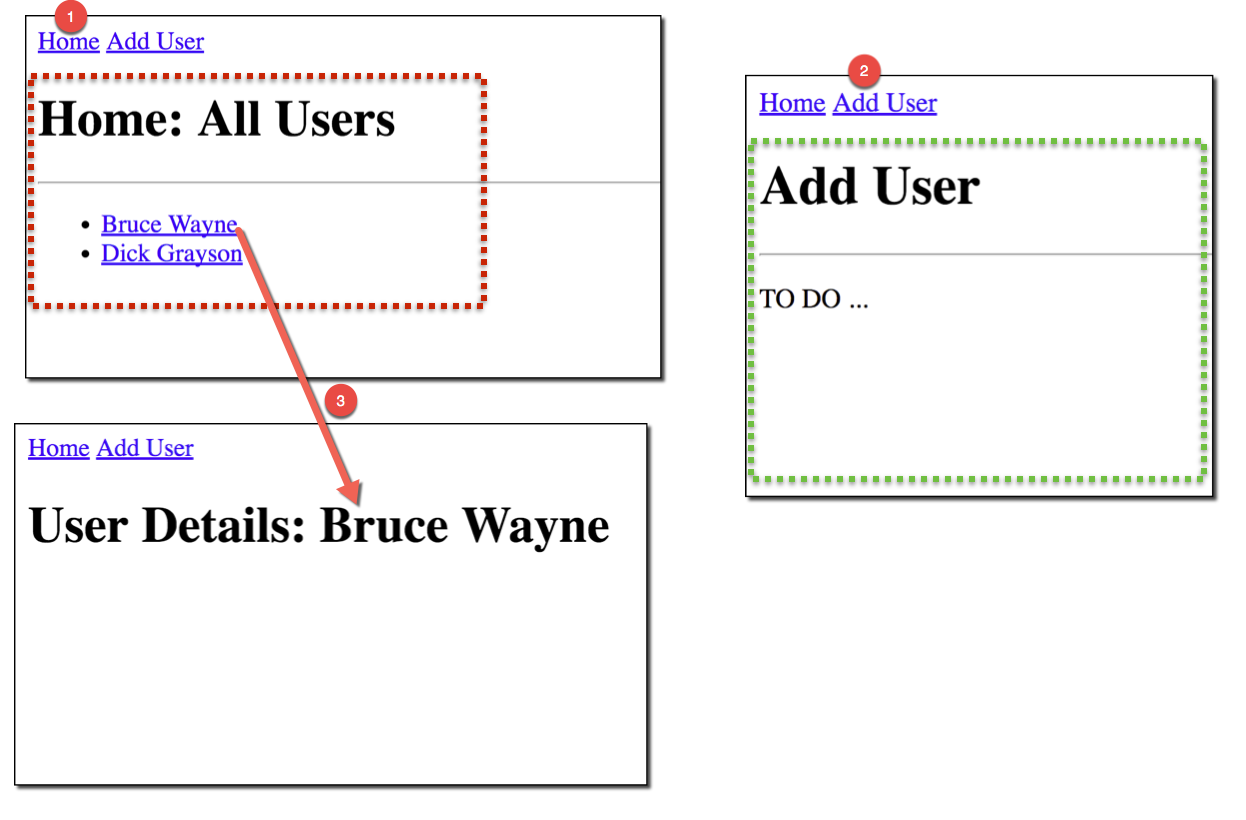 1
Home Add User
Home: All Users
Bruce Wayne
Dick Grayson
2
Home Add User
Add User
TO DO ...
3
Home Add User
User Details: Bruce Wayne